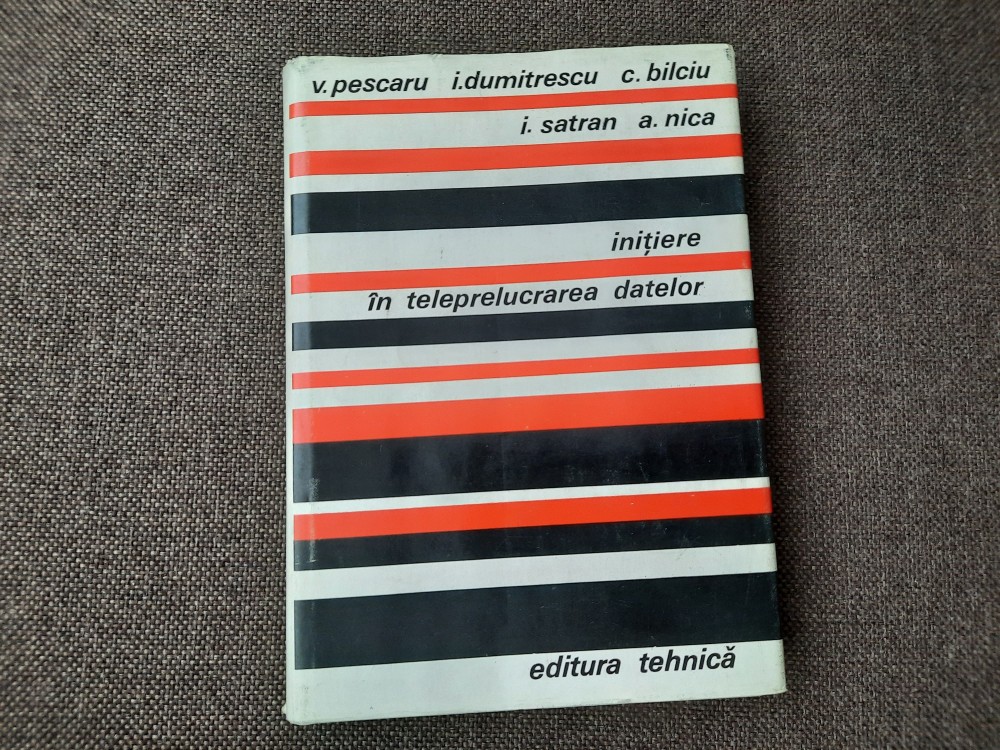 v. pescaru i.dumitrescu c. bilciu
i. satran a. nica
inițiere
în teleprelucrarea datelor
editura tehnică